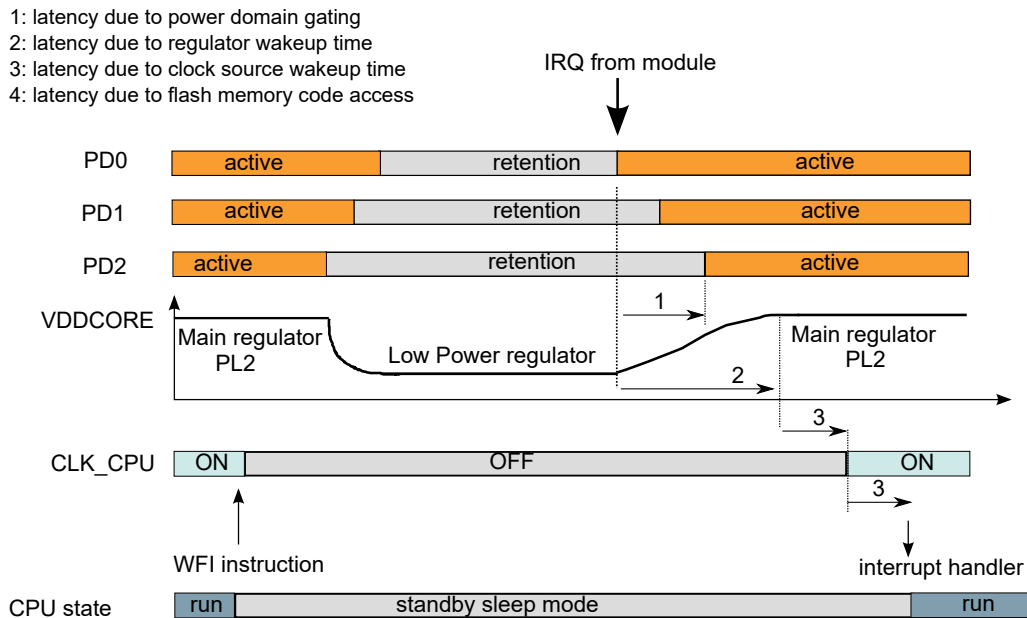 1: latency due to power domain gating
2: latency due to regulator wakeup time
3: latency due to clock source wakeup time
4: latency due to flash memory code access
IRQ from module
PD0 active retention active
PD1 active retention active
PD2 active retention active
1
VDDCORE
Main regulator
PL2
Low Power regulator
Main regulator
PL2
2
3
CLK_CPU ON OFF ON
3
WFI instruction
interrupt handler
CPU state run standby sleep mode run